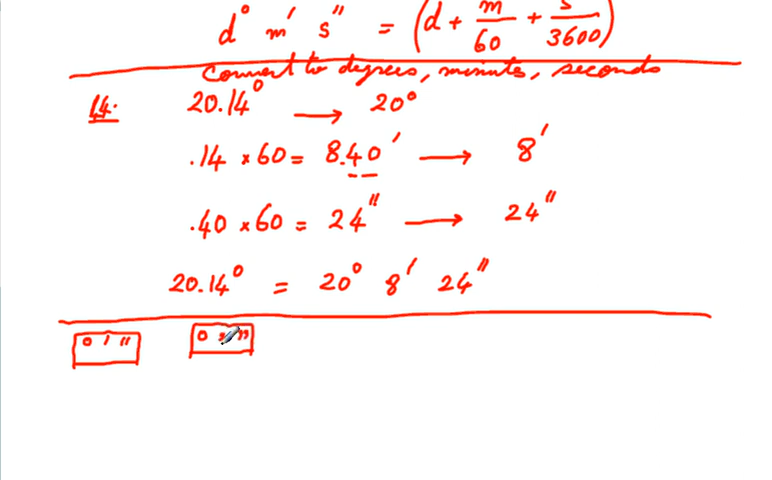 d° m′ s″ = (d + m/60 + s/3600)
Convert to degrees, minutes, seconds
14. 20.14° → 20°
.14 × 60 = 8.40′ → 8′
.40 × 60 = 24″ → 24″
20.14° = 20° 8′ 24″
° ′ ″ ° ′ ″